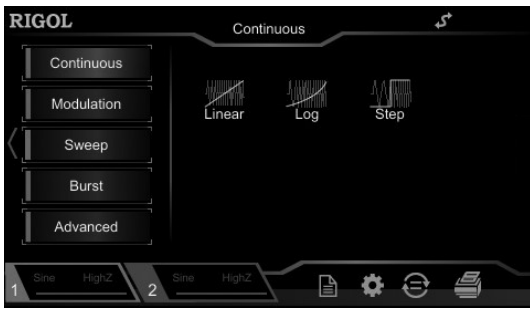 RIGOL
Continuous
Continuous
Modulation
Sweep
Burst
Advanced
Linear
Log
Step
1
Sine
HighZ
2
Sine
HighZ